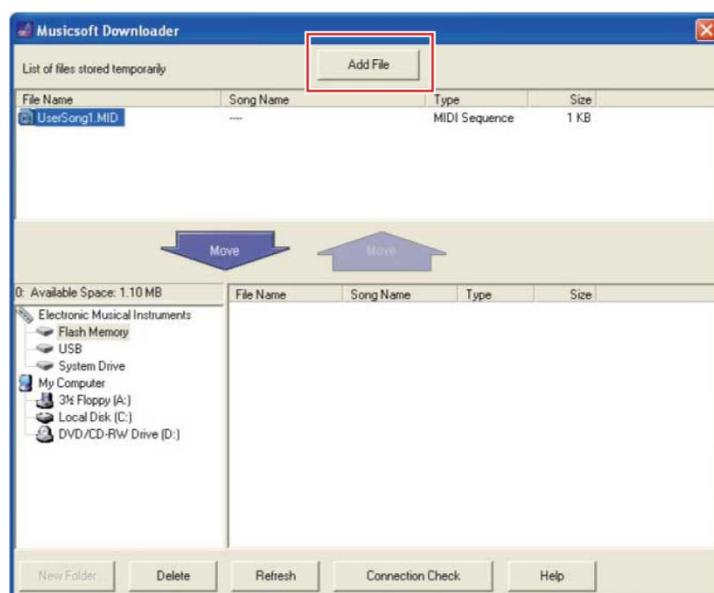 Musicsoft Downloader
List of files stored temporarily
Add File
File Name Song Name Type Size
UserSong1.MID ---- MIDI Sequence 1 KB
Move Move
0: Available Space: 1.10 MB
File Name Song Name Type Size
Electronic Musical Instruments
Flash Memory
USB
System Drive
My Computer
3½ Floppy (A:)
Local Disk (C:)
DVD/CD-RW Drive (D:)
New Folder Delete Refresh Connection Check Help